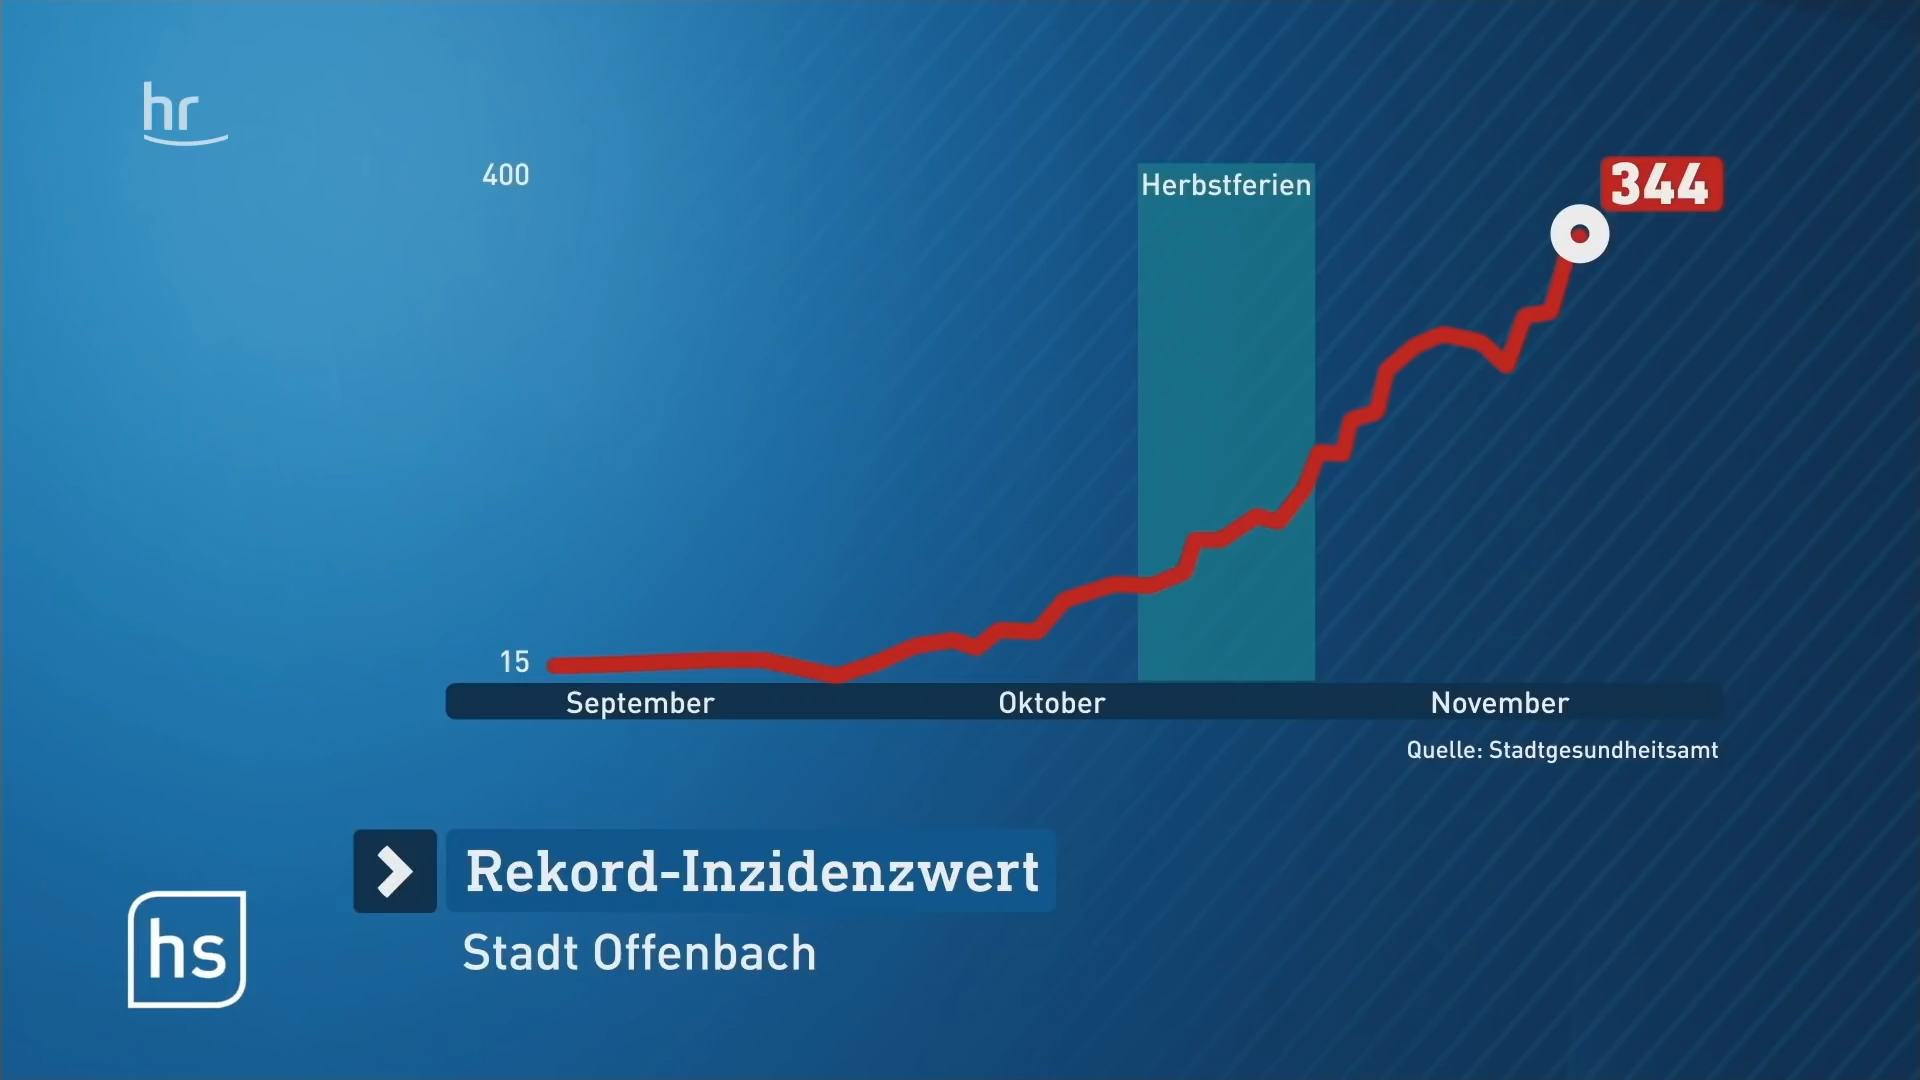 hr
400
Herbstferien
344
15
September
Oktober
November
Quelle: Stadtgesundheitsamt
Rekord-Inzidenzwert
Stadt Offenbach
hs